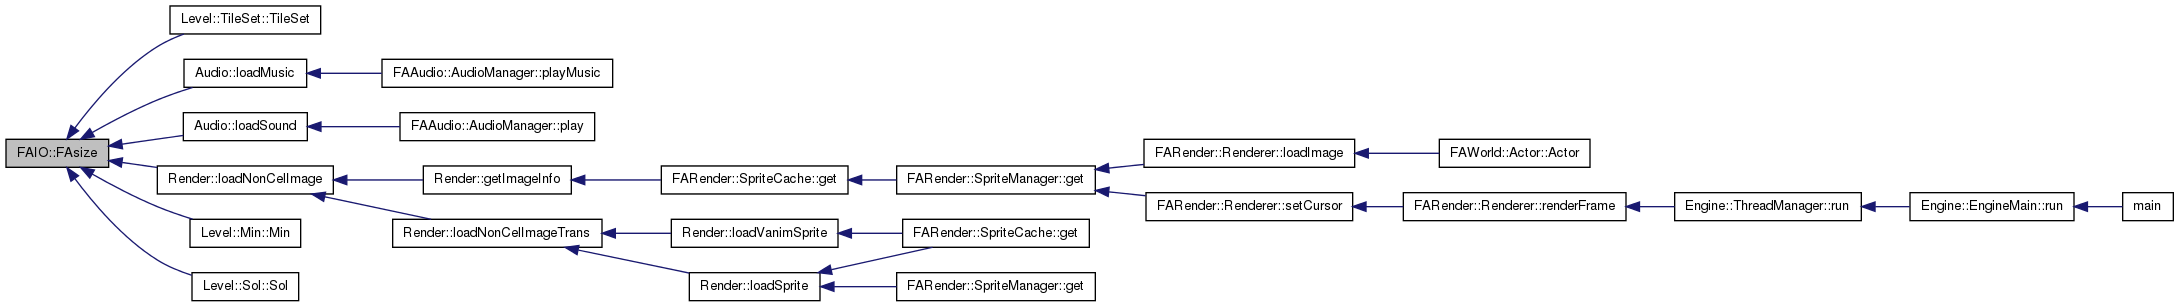 Level::TileSet::TileSet
Audio::loadMusic
FAAudio::AudioManager::playMusic
Audio::loadSound
FAAudio::AudioManager::play
FAIO::FAsize
FARender::Renderer::loadImage
FAWorld::Actor::Actor
Render::loadNonCelImage
Render::getImageInfo
FARender::SpriteCache::get
FARender::SpriteManager::get
FARender::Renderer::setCursor
FARender::Renderer::renderFrame
Engine::ThreadManager::run
Engine::EngineMain::run
main
Level::Min::Min
Render::loadNonCelImageTrans
Render::loadVanimSprite
FARender::SpriteCache::get
Level::Sol::Sol
Render::loadSprite
FARender::SpriteManager::get